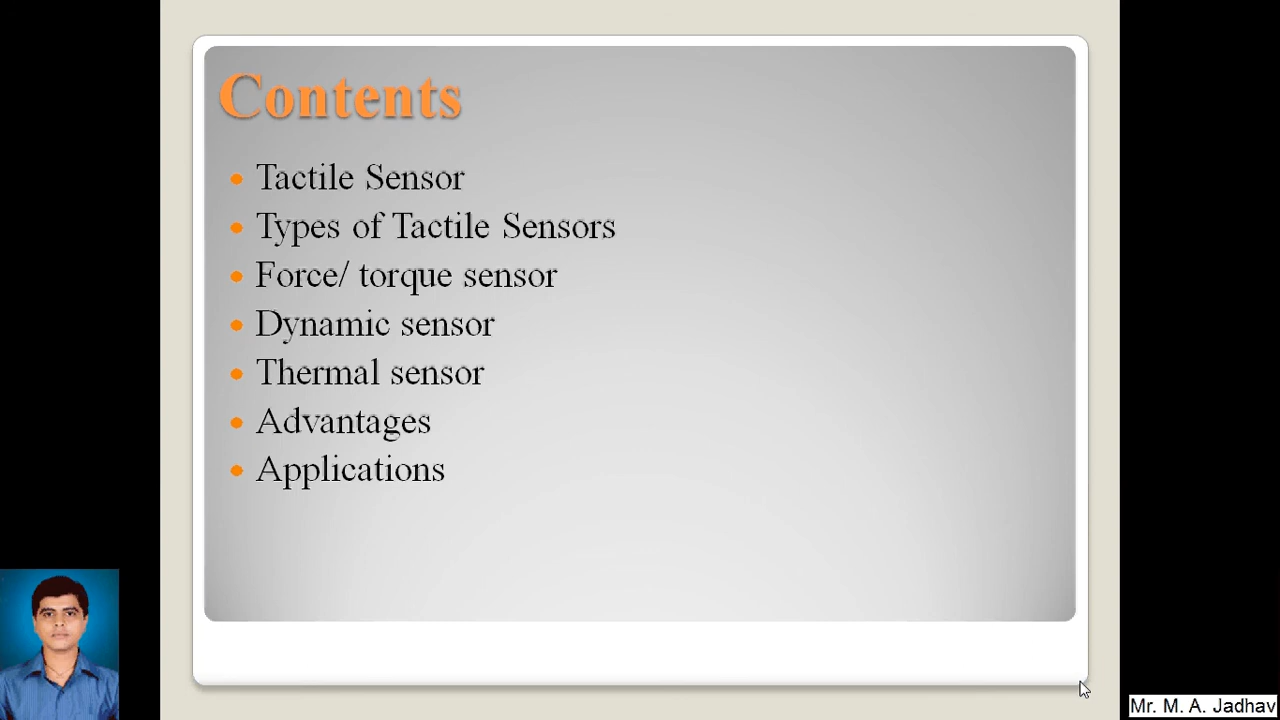 Contents
Tactile Sensor
Types of Tactile Sensors
Force/ torque sensor
Dynamic sensor
Thermal sensor
Advantages
Applications
Mr. M. A. Jadhav